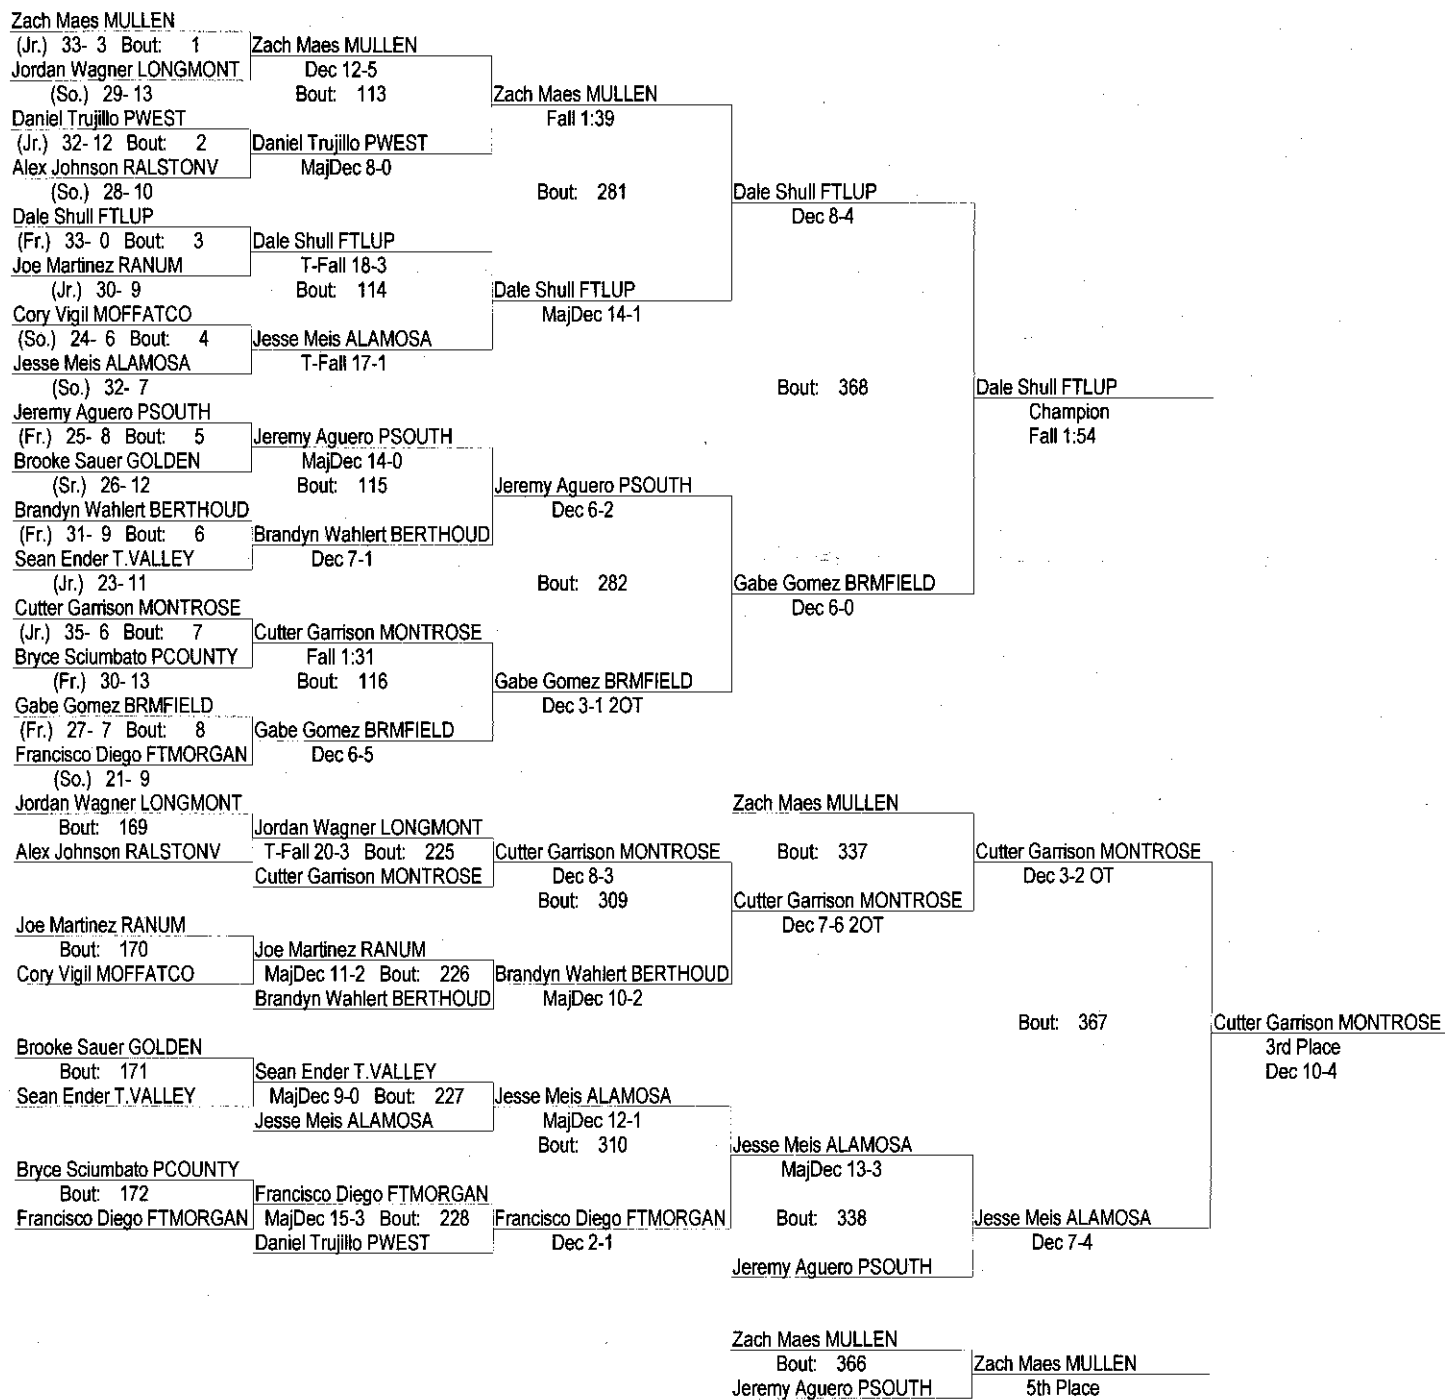 Zach Maes MULLEN
(Jr.) 33- 3 Bout: 1
Jordan Wagner LONGMONT
(So.) 29- 13
Daniel Trujillo PWEST
(Jr.) 32- 12 Bout: 2
Alex Johnson RALSTONV
(So.) 28- 10
Dale Shull FTLUP
(Fr.) 33- 0 Bout: 3
Joe Martinez RANUM
(Jr.) 30- 9
Cory Vigil MOFFATCO
(So.) 24- 6 Bout: 4
Jesse Meis ALAMOSA
(So.) 32- 7
Jeremy Aguero PSOUTH
(Fr.) 25- 8 Bout: 5
Brooke Sauer GOLDEN
(Sr.) 26- 12
Brandyn Wahlert BERTHOUD
(Fr.) 31- 9 Bout: 6
Sean Ender T.VALLEY
(Jr.) 23- 11
Cutter Garrison MONTROSE
(Jr.) 35- 6 Bout: 7
Bryce Sciumbato PCOUNTY
(Fr.) 30- 13
Gabe Gomez BRMFIELD
(Fr.) 27- 7 Bout: 8
Francisco Diego FTMORGAN
(So.) 21- 9
Zach Maes MULLEN
Dec 12-5
Bout: 113
Daniel Trujillo PWEST
MajDec 8-0
Dale Shull FTLUP
T-Fall 18-3
Bout: 114
Jesse Meis ALAMOSA
T-Fall 17-1
Jeremy Aguero PSOUTH
MajDec 14-0
Bout: 115
Brandyn Wahlert BERTHOUD
Dec 7-1
Cutter Garrison MONTROSE
Fall 1:31
Bout: 116
Gabe Gomez BRMFIELD
Dec 6-5
Zach Maes MULLEN
Fall 1:39
Bout: 281
Dale Shull FTLUP
MajDec 14-1
Jeremy Aguero PSOUTH
Dec 6-2
Bout: 282
Gabe Gomez BRMFIELD
Dec 3-1 2OT
Dale Shull FTLUP
Dec 8-4
Bout: 368
Gabe Gomez BRMFIELD
Dec 6-0
Dale Shull FTLUP
Champion
Fall 1:54
Jordan Wagner LONGMONT
Bout: 169
Alex Johnson RALSTONV
Joe Martinez RANUM
Bout: 170
Cory Vigil MOFFATCO
Brooke Sauer GOLDEN
Bout: 171
Sean Ender T.VALLEY
Bryce Sciumbato PCOUNTY
Bout: 172
Francisco Diego FTMORGAN
Jordan Wagner LONGMONT
T-Fall 20-3 Bout: 225
Cutter Garrison MONTROSE
Joe Martinez RANUM
MajDec 11-2 Bout: 226
Brandyn Wahlert BERTHOUD
Sean Ender T.VALLEY
MajDec 9-0 Bout: 227
Jesse Meis ALAMOSA
Francisco Diego FTMORGAN
MajDec 15-3 Bout: 228
Daniel Trujillo PWEST
Cutter Garrison MONTROSE
Dec 8-3
Bout: 309
Brandyn Wahlert BERTHOUD
MajDec 10-2
Jesse Meis ALAMOSA
MajDec 12-1
Bout: 310
Francisco Diego FTMORGAN
Dec 2-1
Zach Maes MULLEN
Bout: 337
Cutter Garrison MONTROSE
Dec 7-6 2OT
Jesse Meis ALAMOSA
MajDec 13-3
Bout: 338
Jeremy Aguero PSOUTH
Cutter Garrison MONTROSE
Dec 3-2 OT
Bout: 367
Jesse Meis ALAMOSA
Dec 7-4
Cutter Garrison MONTROSE
3rd Place
Dec 10-4
Zach Maes MULLEN
Bout: 366
Jeremy Aguero PSOUTH
Zach Maes MULLEN
5th Place